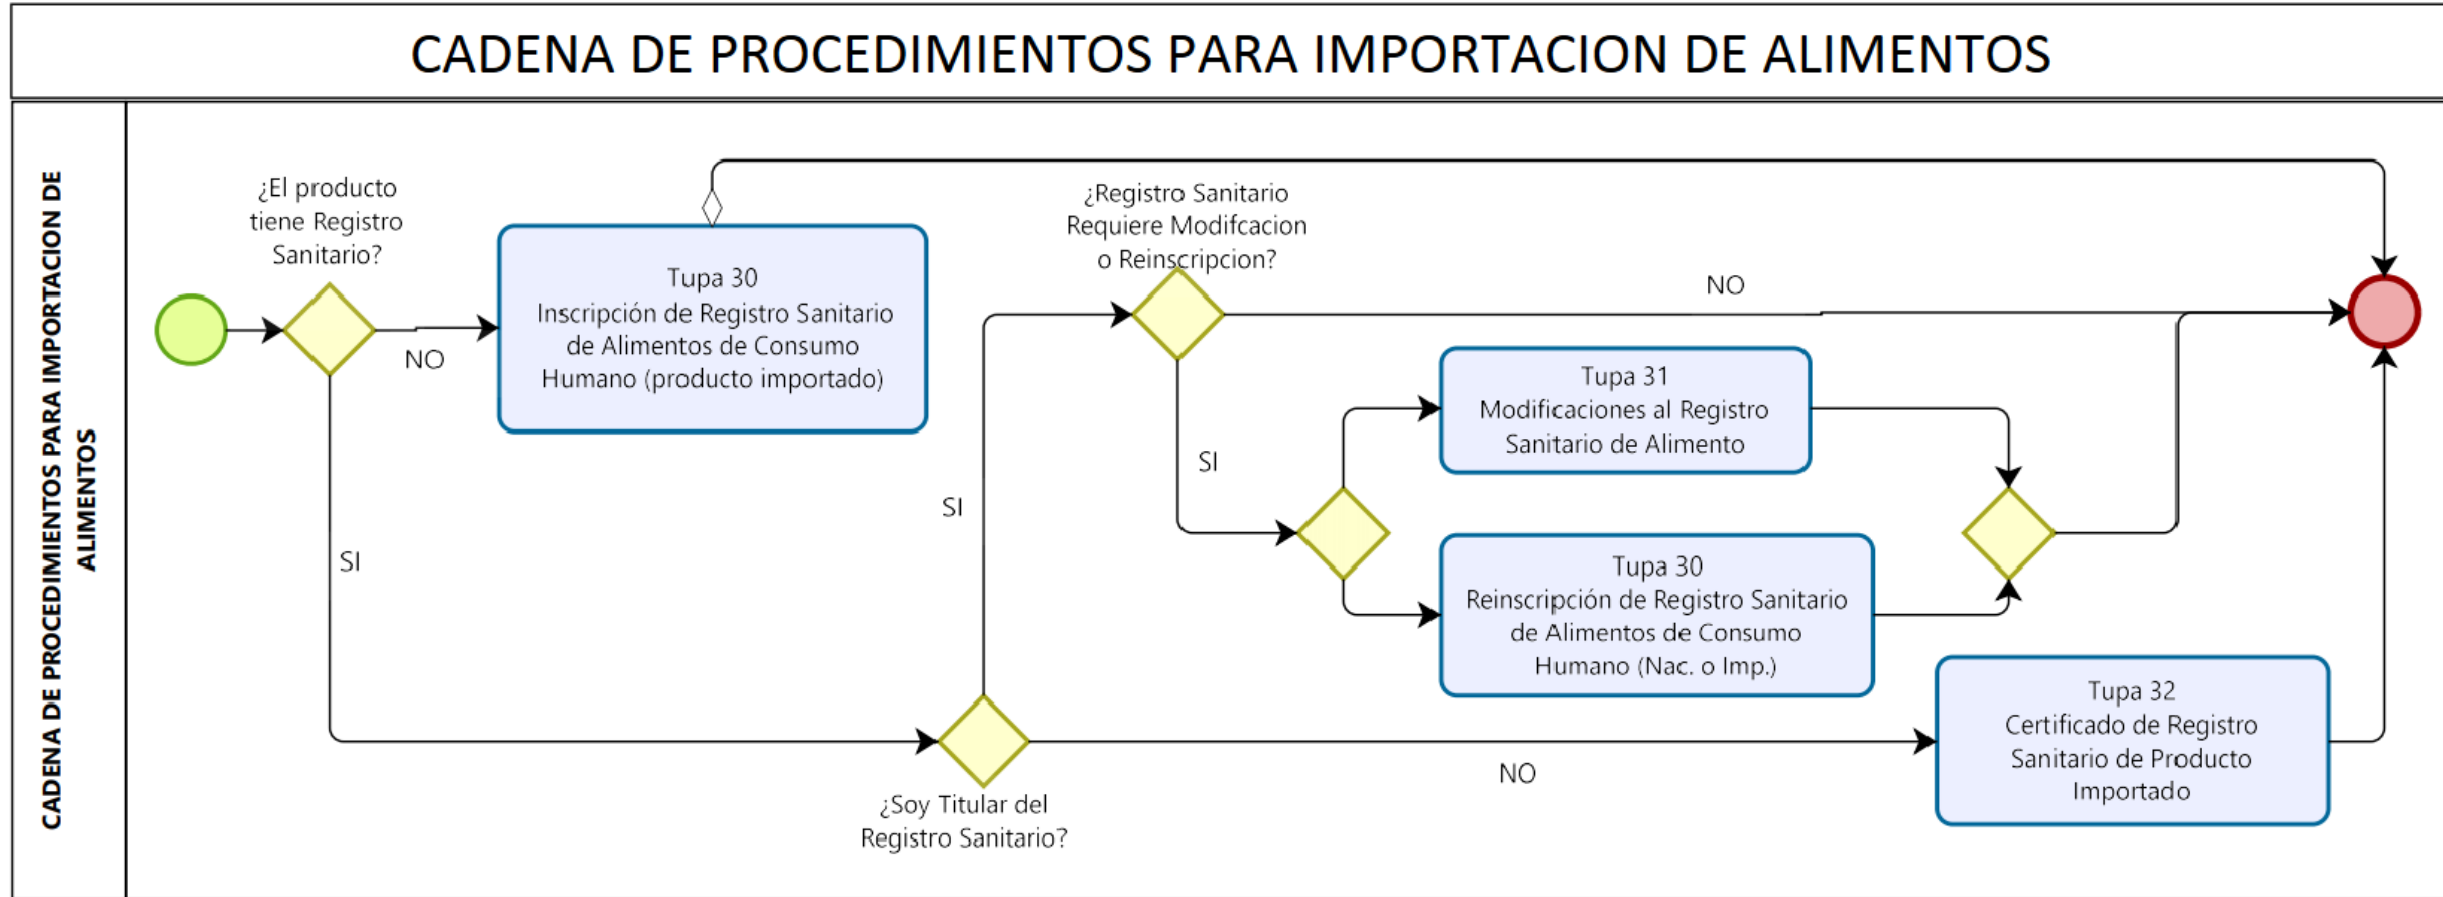 CADENA DE PROCEDIMIENTOS PARA IMPORTACION DE ALIMENTOS
CADENA DE PROCEDIMIENTOS PARA IMPORTACION DE
ALIMENTOS
¿El producto
tiene Registro
Sanitario?
NO
SI
Tupa 30
Inscripción de Registro Sanitario
de Alimentos de Consumo
Humano (producto importado)
¿Soy Titular del
Registro Sanitario?
SI
NO
¿Registro Sanitario
Requiere Modifcacion
o Reinscripcion?
NO
SI
Tupa 31
Modificaciones al Registro
Sanitario de Alimento
Tupa 30
Reinscripción de Registro Sanitario
de Alimentos de Consumo
Humano (Nac. o Imp.)
Tupa 32
Certificado de Registro
Sanitario de Producto
Importado